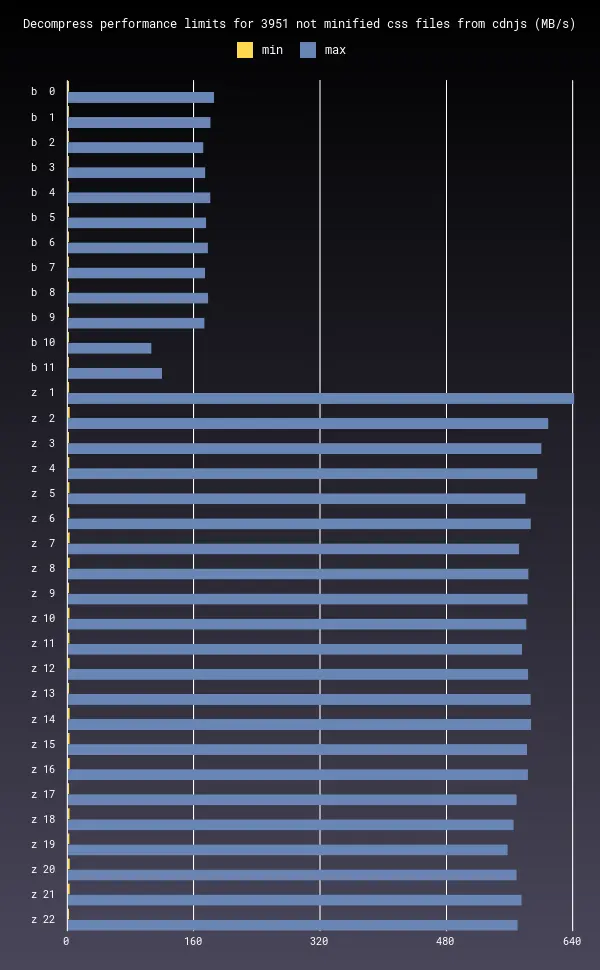 Decompress performance limits for 3951 not minified css files from cdnjs (MB/s)
min max
b 0
b 1
b 2
b 3
b 4
b 5
b 6
b 7
b 8
b 9
b 10
b 11
z 1
z 2
z 3
z 4
z 5
z 6
z 7
z 8
z 9
z 10
z 11
z 12
z 13
z 14
z 15
z 16
z 17
z 18
z 19
z 20
z 21
z 22
0 160 320 480 640